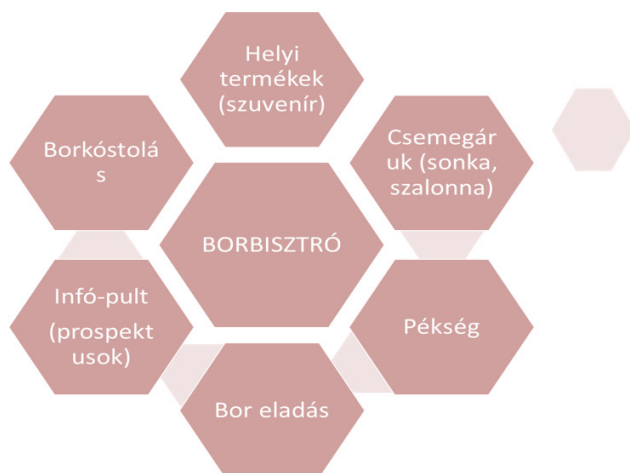 Helyi
termékek
(szuvenír)
Csemegár
uk (sonka,
szalonna)
Borkóstolá
s
BORBISZTRÓ
Infó-pult
(prospekt
usok)
Pékség
Bor eladás